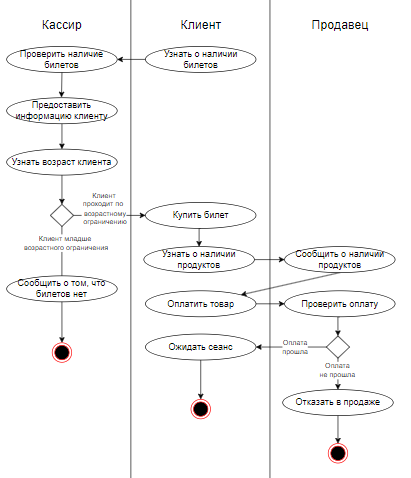 Кассир
Клиент
Продавец
Проверить наличие
билетов
Узнать о наличии
билетов
Предоставить
информацию клиенту
Узнать возраст клиента
Клиент
проходит по
возрастному
ограничению
Купить билет
Клиент младше
возрастного ограничения
Узнать о наличии
продуктов
Сообщить о наличии
продуктов
Сообщить о том, что
билетов нет
Оплатить товар
Проверить оплату
Ожидать сеанс
Оплата
прошла
Оплата
не прошла
Отказать в продаже